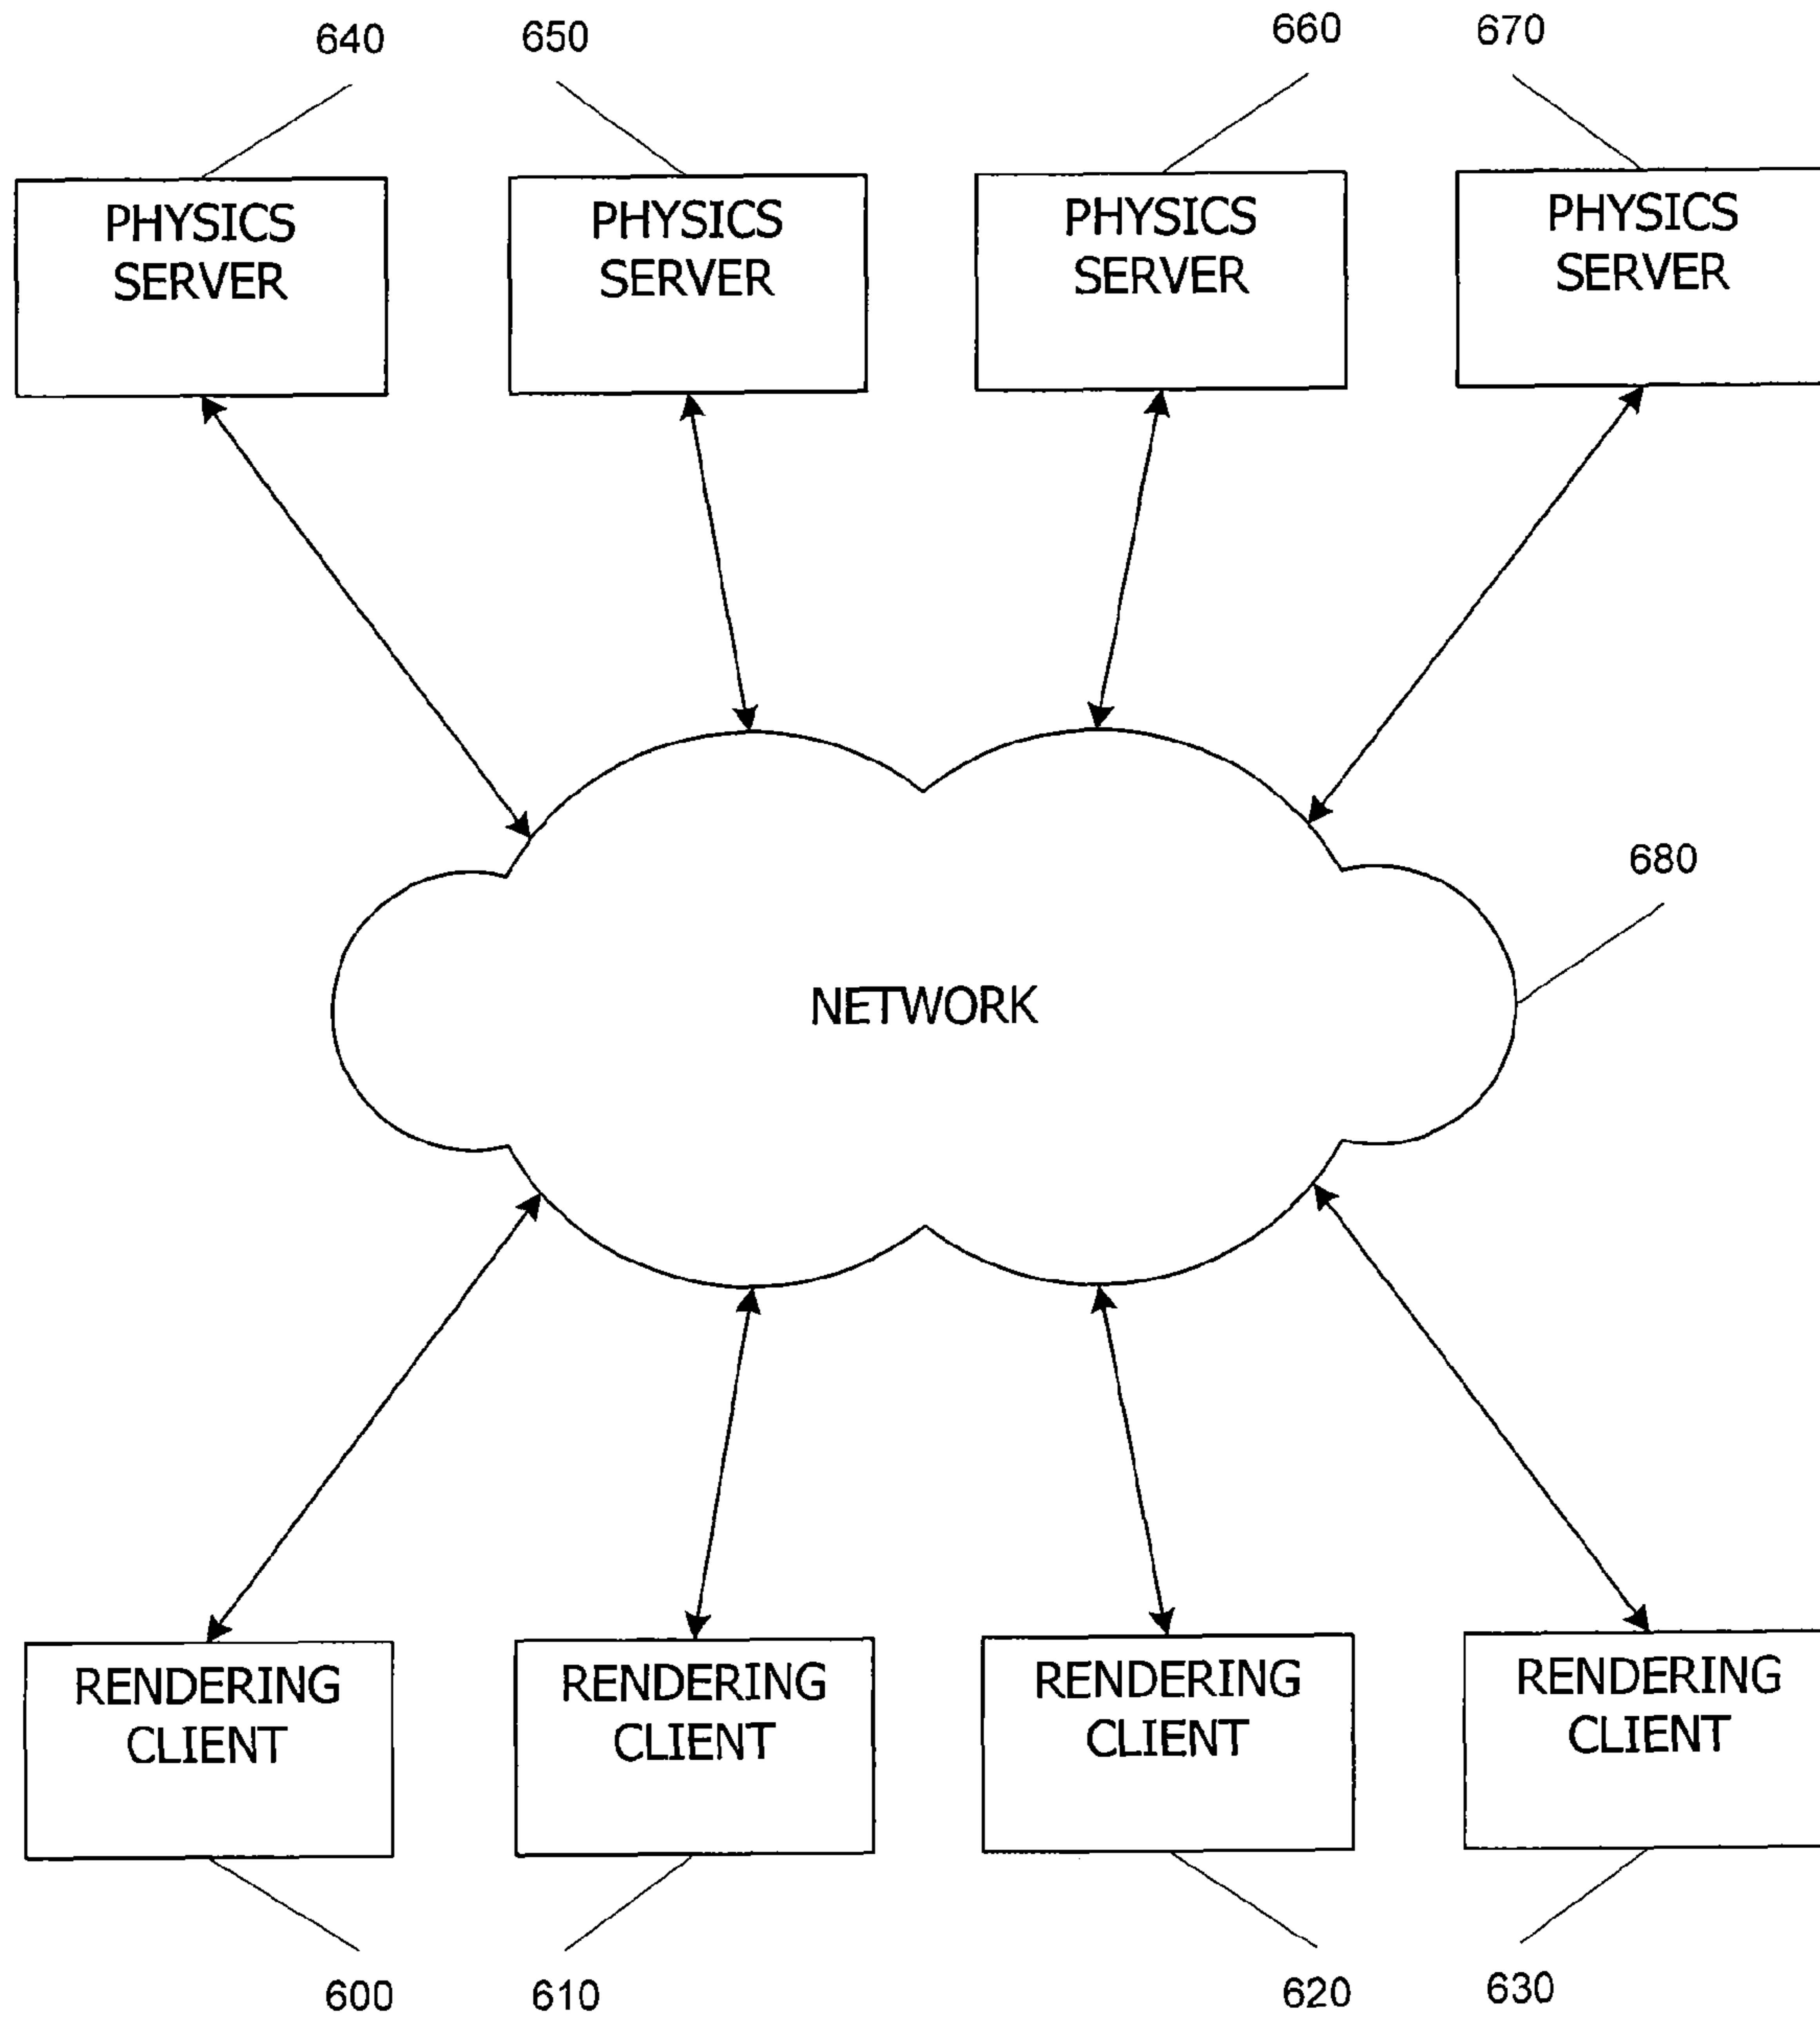 640
650
660
670
PHYSICS
SERVER
PHYSICS
SERVER
PHYSICS
SERVER
PHYSICS
SERVER
680
NETWORK
RENDERING
CLIENT
RENDERING
CLIENT
RENDERING
CLIENT
RENDERING
CLIENT
600
610
620
630